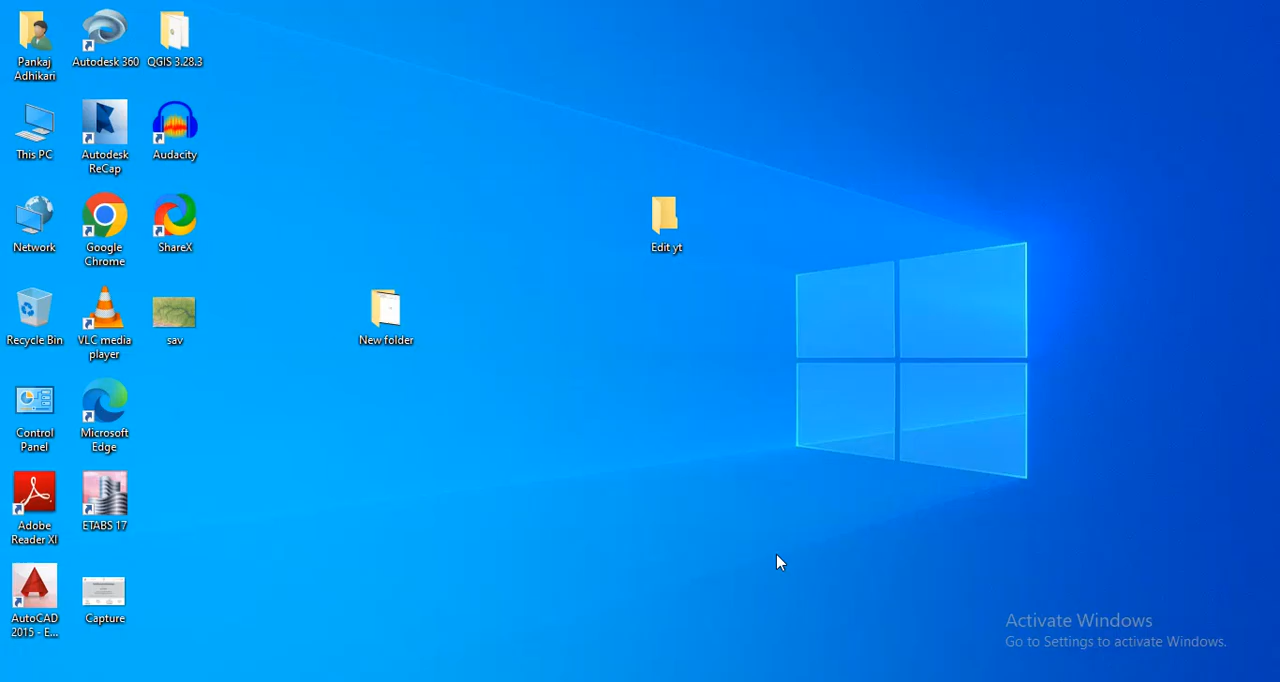 Pankaj
Adhikari
Autodesk 360
QGIS 3.28.3
This PC
Autodesk
ReCap
Audacity
Network
Google
Chrome
ShareX
Edit yt
Recycle Bin
VLC media
player
sav
New folder
Control
Panel
Microsoft
Edge
Adobe
Reader XI
ETABS 17
AutoCAD
2015 - E...
Capture
Activate Windows
Go to Settings to activate Windows.